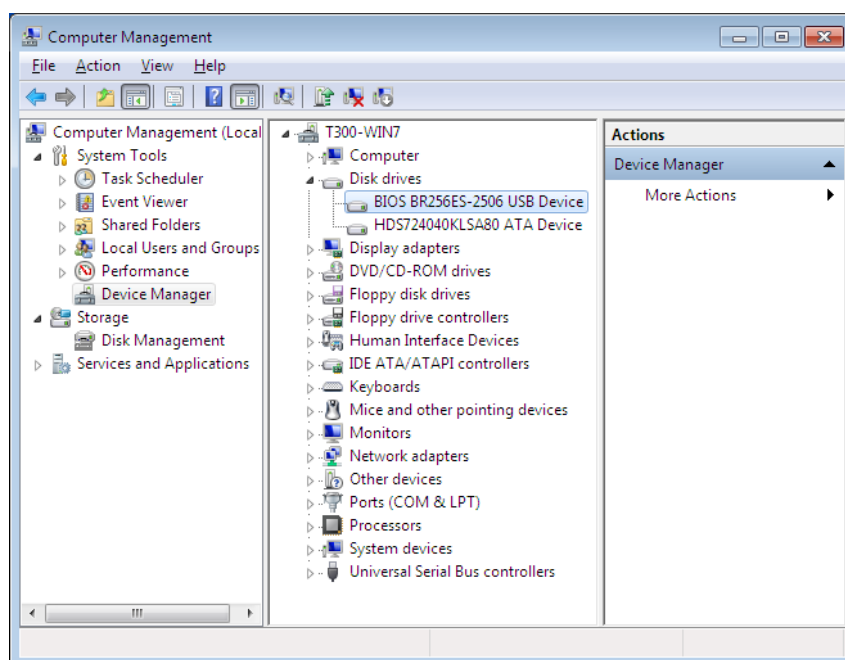 Computer Management
File Action View Help
Computer Management (Local
System Tools
Task Scheduler
Event Viewer
Shared Folders
Local Users and Groups
Performance
Device Manager
Storage
Disk Management
Services and Applications
T300-WIN7
Computer
Disk drives
BIOS BR256ES-2506 USB Device
HDS724040KLSA80 ATA Device
Display adapters
DVD/CD-ROM drives
Floppy disk drives
Floppy drive controllers
Human Interface Devices
IDE ATA/ATAPI controllers
Keyboards
Mice and other pointing devices
Monitors
Network adapters
Other devices
Ports (COM & LPT)
Processors
System devices
Universal Serial Bus controllers
Actions
Device Manager
More Actions